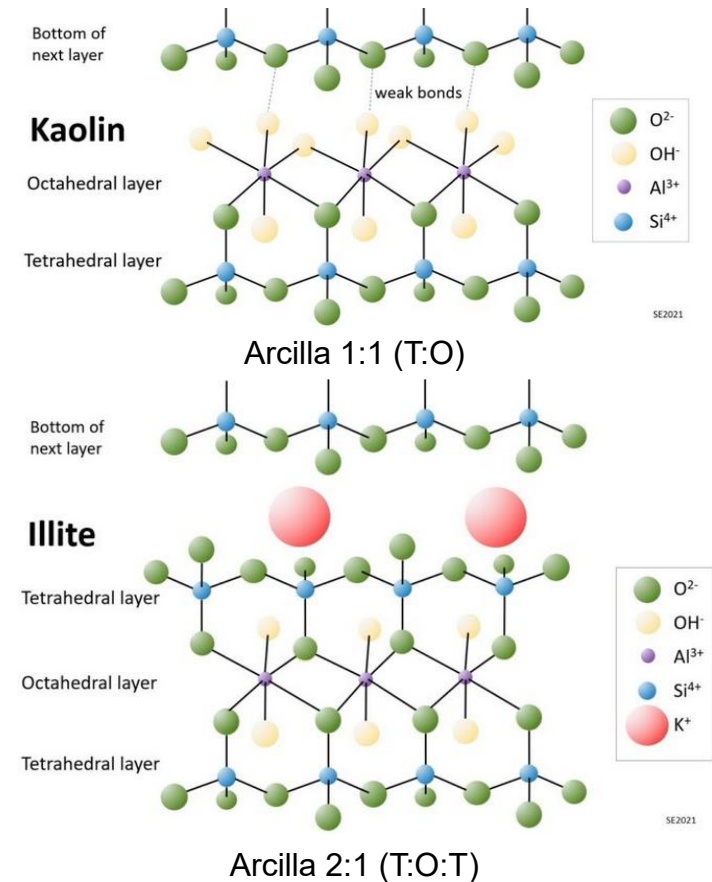 Bottom of
next layer
weak bonds
Kaolin
Octahedral layer
Tetrahedral layer
O²⁻
OH⁻
Al³⁺
Si⁴⁺
SE2021
Arcilla 1:1 (T:O)
Bottom of
next layer
Illite
Tetrahedral layer
Octahedral layer
Tetrahedral layer
O²⁻
OH⁻
Al³⁺
Si⁴⁺
K⁺
SE2021
Arcilla 2:1 (T:O:T)